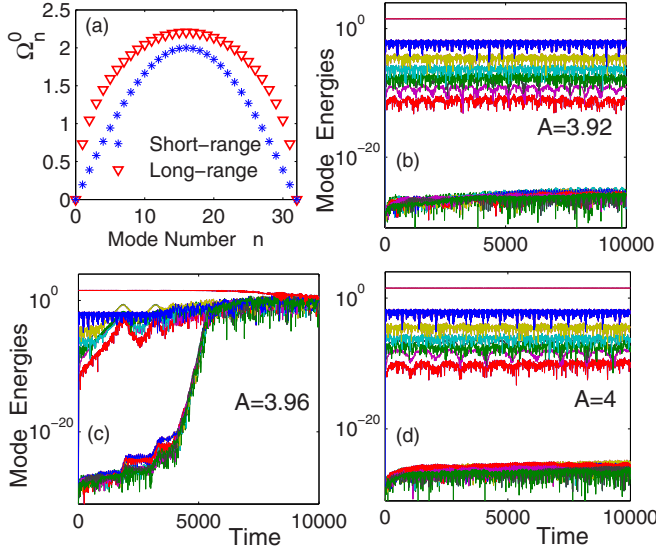 (a)
Ω_n^0
2.5
2
1.5
1
0.5
0
0 10 20 30
Mode Number n
Short−range
Long−range
(b)
Mode Energies
10^0
10^−20
A=3.92
0 5000 10000
(c)
Mode Energies
10^0
10^−20
A=3.96
0 5000 10000
Time
(d)
Mode Energies
10^0
10^−20
A=4
0 5000 10000
Time